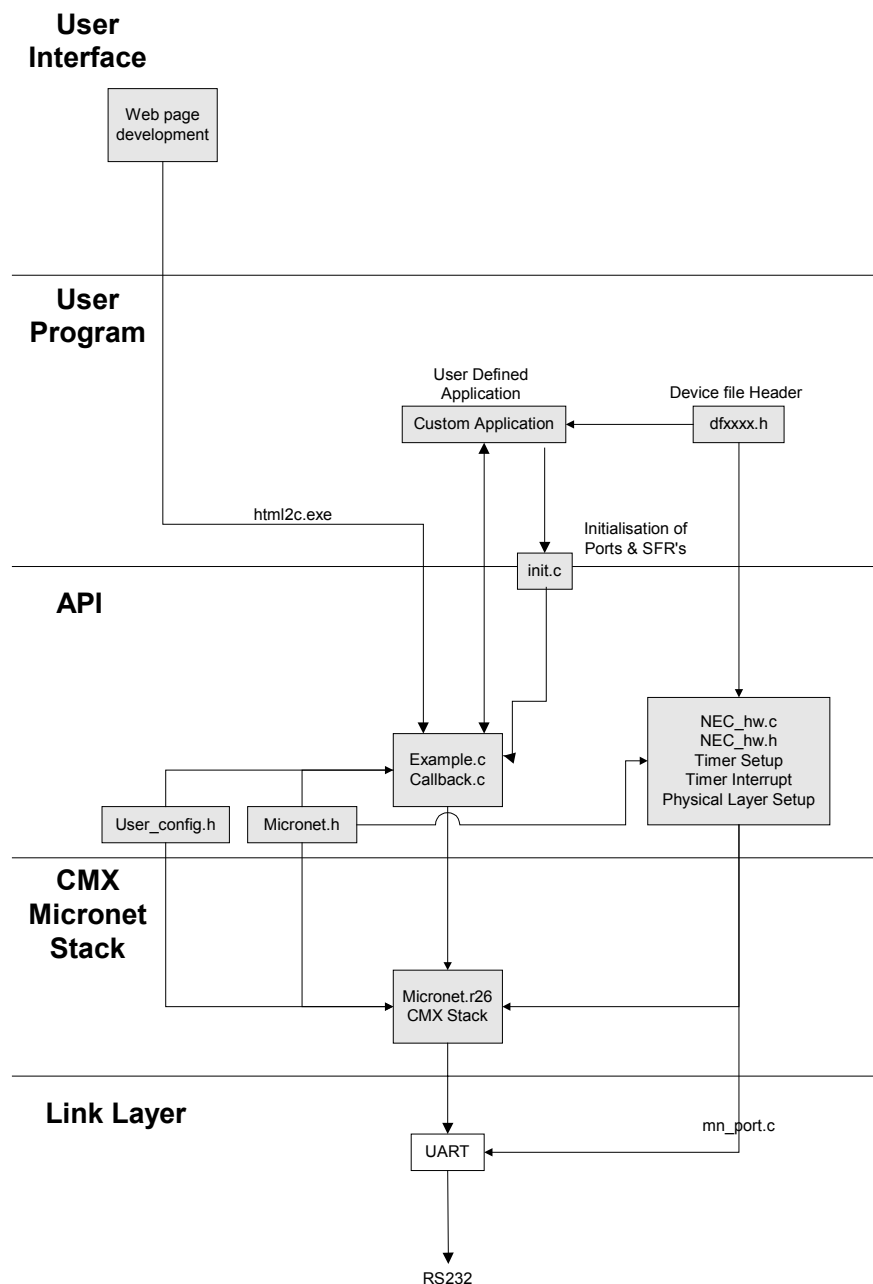 User
Interface
Web page
development
User
Program
User Defined
Application
Device file Header
Custom Application
dfxxxx.h
html2c.exe
Initialisation of
Ports & SFR's
init.c
API
NEC_hw.c
NEC_hw.h
Timer Setup
Timer Interrupt
Physical Layer Setup
Example.c
Callback.c
User_config.h
Micronet.h
CMX
Micronet
Stack
Micronet.r26
CMX Stack
Link Layer
mn_port.c
UART
RS232